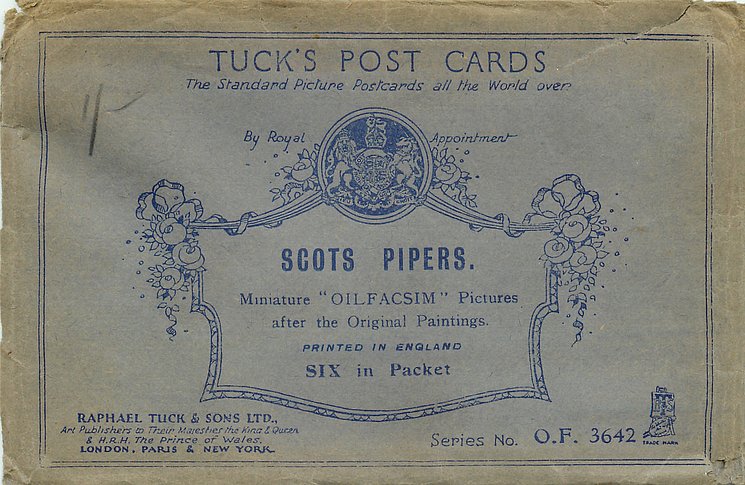 TUCK'S POST CARDS
The Standard Picture Postcards all the World over
1/-
By Royal Appointment
SCOTS PIPERS.
Miniature "OILFACSIM" Pictures
after the Original Paintings.
PRINTED IN ENGLAND
SIX in Packet
RAPHAEL TUCK & SONS LTD.,
Art Publishers to Their Majesties the King & Queen
& H.R.H. The Prince of Wales.
LONDON, PARIS & NEW YORK.
Series No. O.F. 3642
TRADE MARK